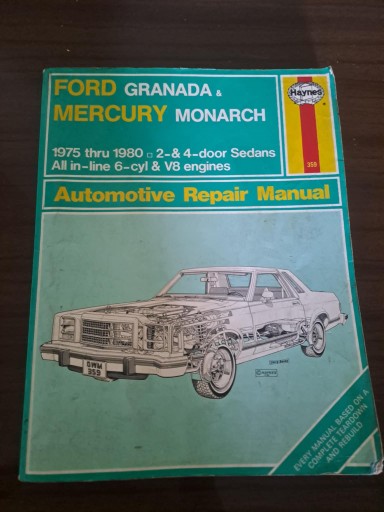 FORD GRANADA &
MERCURY MONARCH
Haynes
1975 thru 1980 □ 2-& 4-door Sedans
All in-line 6-cyl & V8 engines
359
Automotive Repair Manual
OWM
359
EVERY MANUAL BASED ON A
COMPLETE TEARDOWN
AND REBUILD